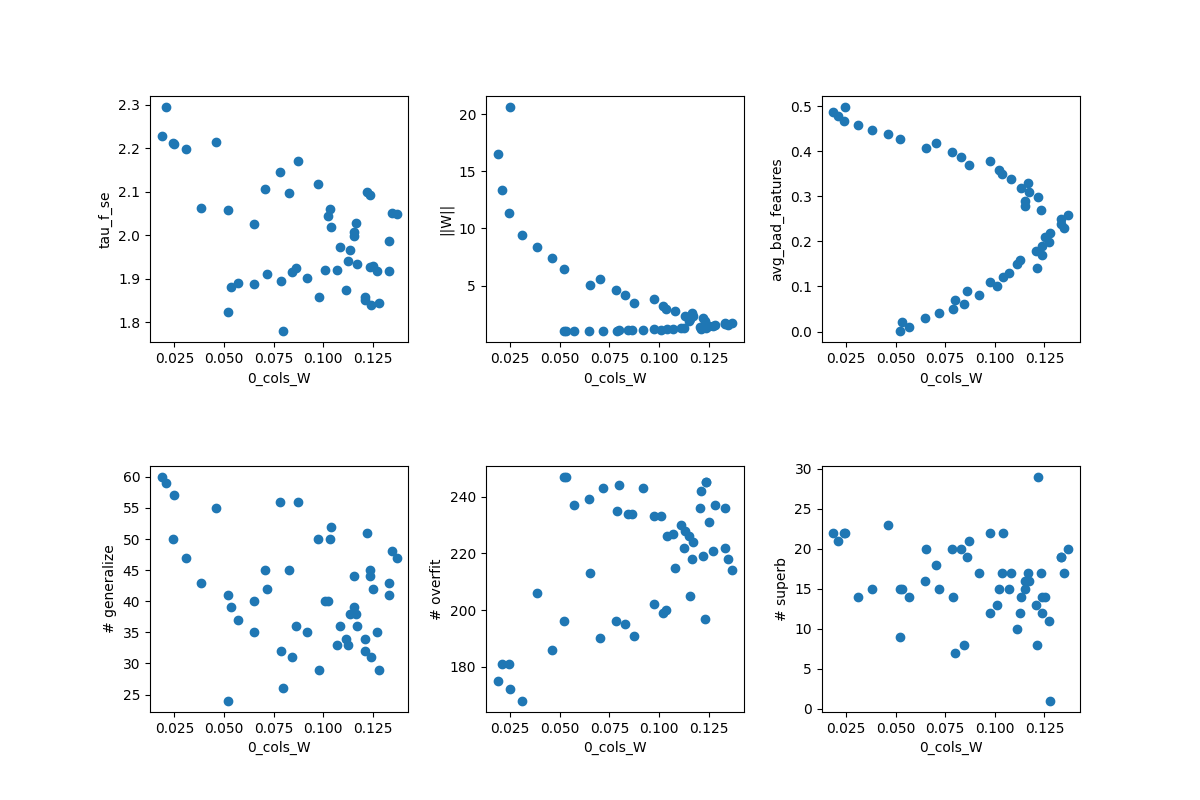 2.3
2.2
2.1
2.0
1.9
1.8
tau_f_se
0.025 0.050 0.075 0.100 0.125
0_cols_W
20
15
10
5
||W||
0.025 0.050 0.075 0.100 0.125
0_cols_W
0.5
0.4
0.3
0.2
0.1
0.0
avg_bad_features
0.025 0.050 0.075 0.100 0.125
0_cols_W
60
55
50
45
40
35
30
25
# generalize
0.025 0.050 0.075 0.100 0.125
0_cols_W
240
220
200
180
# overfit
0.025 0.050 0.075 0.100 0.125
0_cols_W
30
25
20
15
10
5
0
# superb
0.025 0.050 0.075 0.100 0.125
0_cols_W